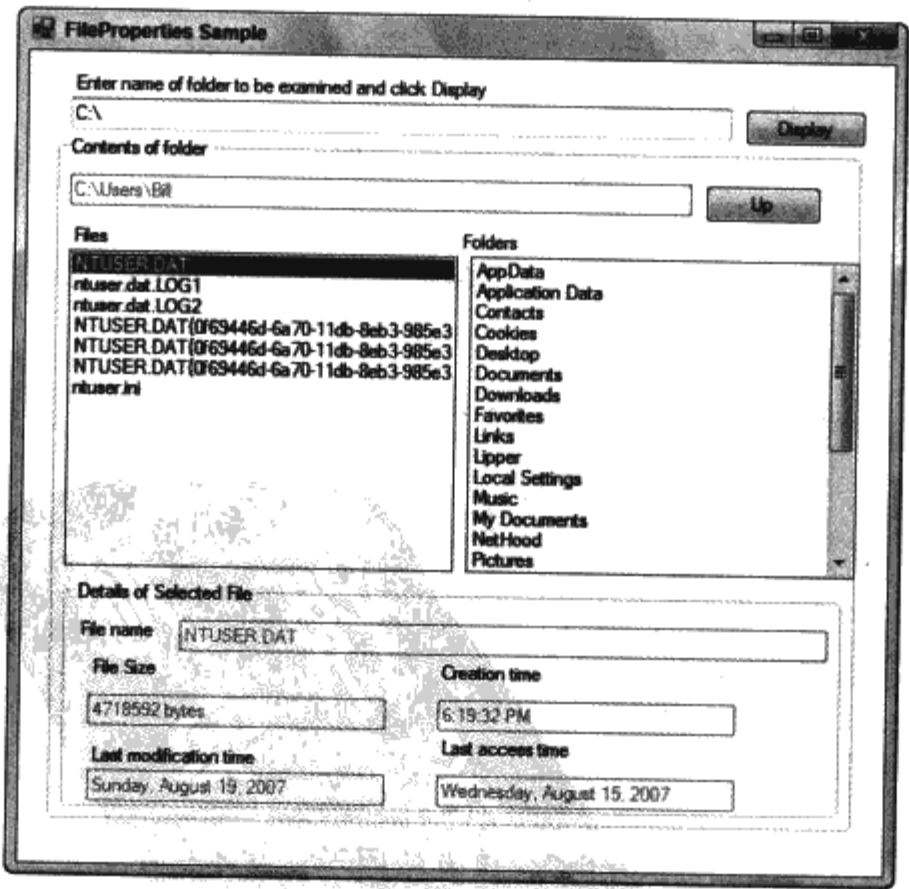 FileProperties Sample
Enter name of folder to be examined and click Display
C:\
Display
Contents of folder
C:\Users\Bill
Up
Files
Folders
NTUSER.DAT
ntuser.dat.LOG1
ntuser.dat.LOG2
NTUSER.DAT{0f69446d-6a70-11db-8eb3-985e3
NTUSER.DAT{0f69446d-6a70-11db-8eb3-985e3
NTUSER.DAT{0f69446d-6a70-11db-8eb3-985e3
ntuser.ini
AppData
Application Data
Contacts
Cookies
Desktop
Documents
Downloads
Favorites
Links
Lipper
Local Settings
Music
My Documents
NetHood
Pictures
Details of Selected File
File name
NTUSER.DAT
File Size
Creation time
4718592 bytes
6:19:32 PM
Last modification time
Last access time
Sunday, August 19, 2007
Wednesday, August 15, 2007